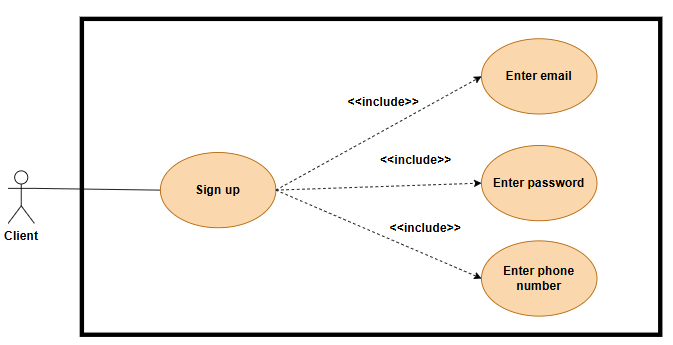 Enter email
<<include>>
<<include>>
Sign up
Enter password
<<include>>
Client
Enter phone
number